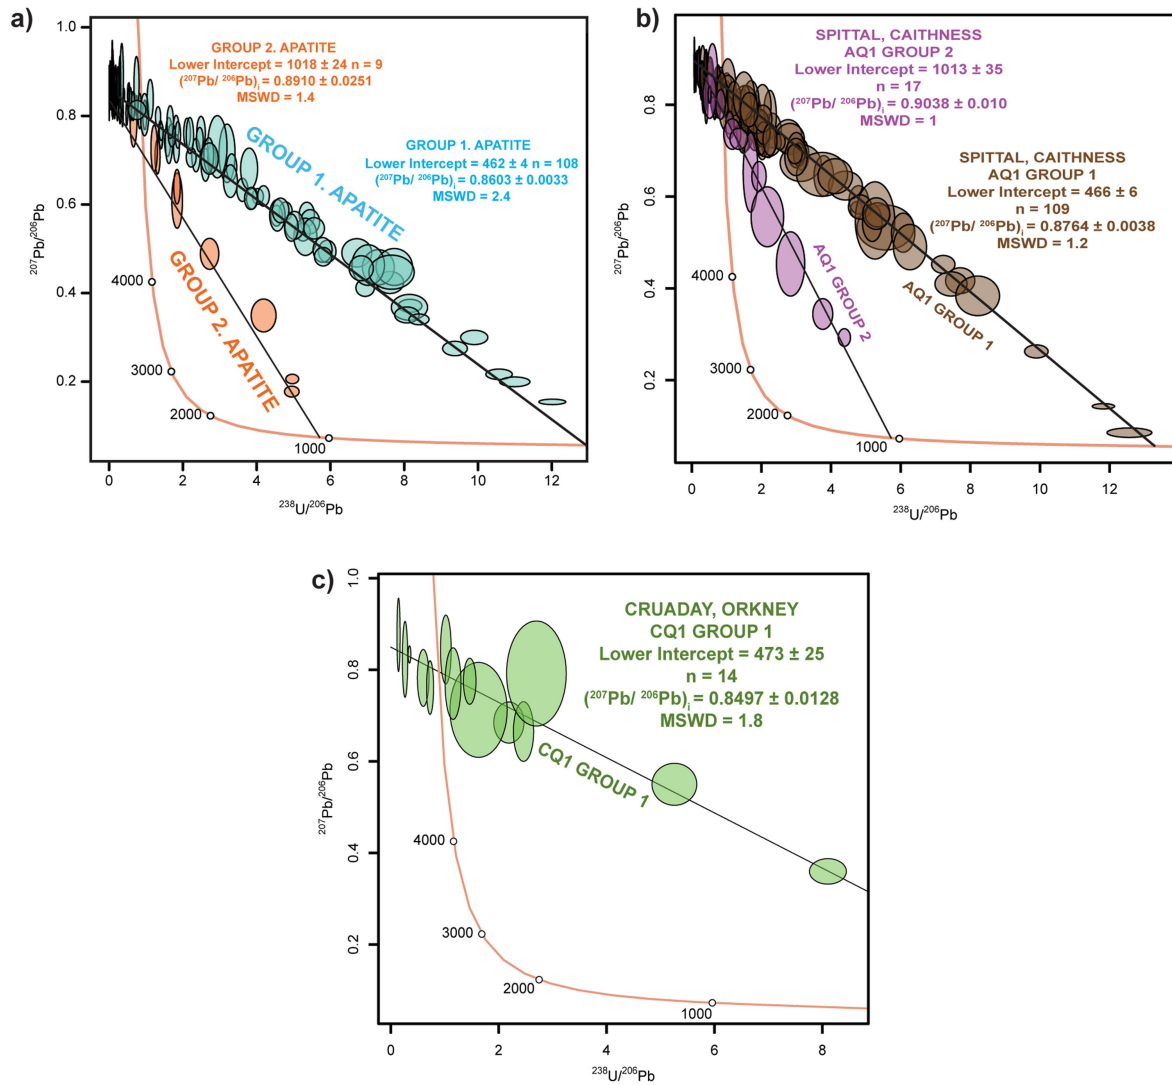 a)
GROUP 2. APATITE
Lower Intercept = 1018 ± 24 n = 9
(²⁰⁷Pb/ ²⁰⁶Pb)ᵢ = 0.8910 ± 0.0251
MSWD = 1.4
GROUP 1. APATITE
Lower Intercept = 462 ± 4 n = 108
(²⁰⁷Pb/ ²⁰⁶Pb)ᵢ = 0.8603 ± 0.0033
MSWD = 2.4
GROUP 1. APATITE
GROUP 2. APATITE
4000
3000
2000
1000
1.0
0.8
0.6
0.4
0.2
²⁰⁷Pb/²⁰⁶Pb
0 2 4 6 8 10 12
²³⁸U/²⁰⁶Pb
b)
SPITTAL, CAITHNESS
AQ1 GROUP 2
Lower Intercept = 1013 ± 35
n = 17
(²⁰⁷Pb/ ²⁰⁶Pb)ᵢ = 0.9038 ± 0.010
MSWD = 1
SPITTAL, CAITHNESS
AQ1 GROUP 1
Lower Intercept = 466 ± 6
n = 109
(²⁰⁷Pb/ ²⁰⁶Pb)ᵢ = 0.8764 ± 0.0038
MSWD = 1.2
AQ1 GROUP 2
AQ1 GROUP 1
4000
3000
2000
1000
0.8
0.6
0.4
0.2
²⁰⁷Pb/²⁰⁶Pb
0 2 4 6 8 10 12
²³⁸U/²⁰⁶Pb
c)
CRUADAY, ORKNEY
CQ1 GROUP 1
Lower Intercept = 473 ± 25
n = 14
(²⁰⁷Pb/ ²⁰⁶Pb)ᵢ = 0.8497 ± 0.0128
MSWD = 1.8
CQ1 GROUP 1
4000
3000
2000
1000
1.0
0.8
0.6
0.4
0.2
²⁰⁷Pb/²⁰⁶Pb
0 2 4 6 8
²³⁸U/²⁰⁶Pb